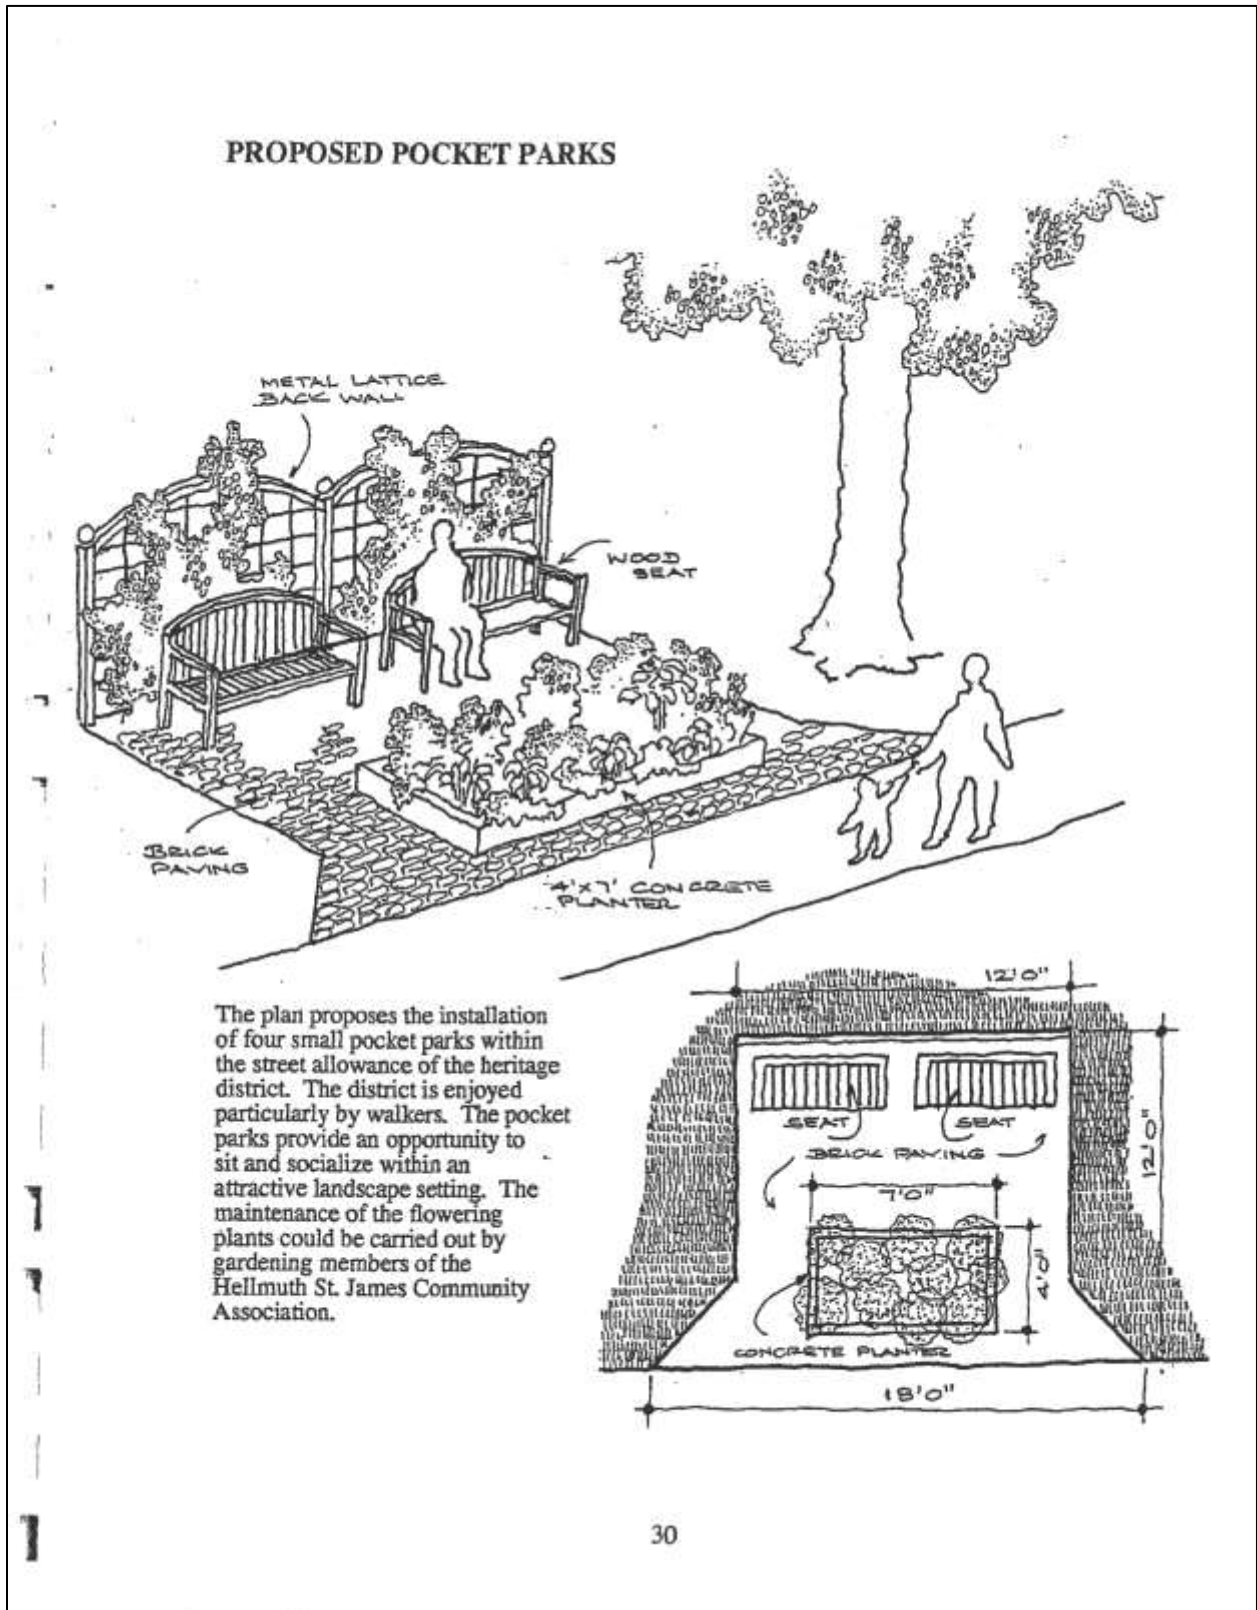 PROPOSED POCKET PARKS
METAL LATTICE
BACK WALL
WOOD
SEAT
BRICK
PAVING
4'x7' CONCRETE
PLANTER
The plan proposes the installation
of four small pocket parks within
the street allowance of the heritage
district. The district is enjoyed
particularly by walkers. The pocket
parks provide an opportunity to
sit and socialize within an
attractive landscape setting. The
maintenance of the flowering
plants could be carried out by
gardening members of the
Hellmuth St. James Community
Association.
12'0"
SEAT
SEAT
BRICK PAVING
12'0"
7'0"
4'0"
CONCRETE PLANTER
18'0"
30